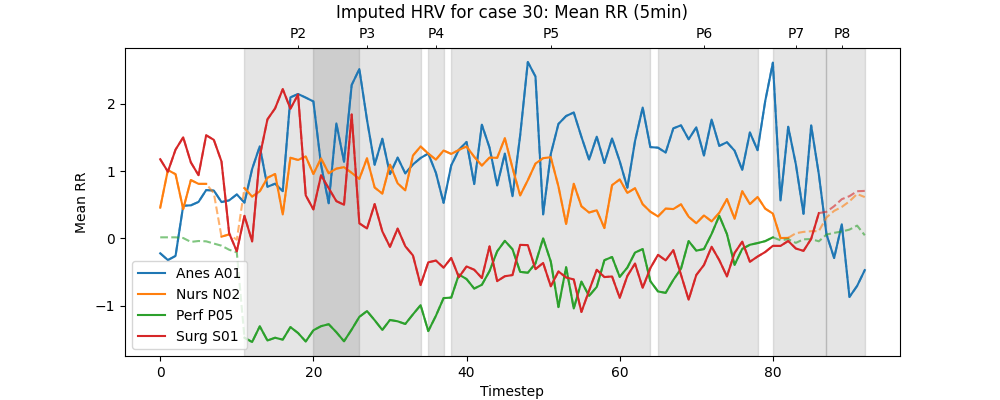 Imputed HRV for case 30: Mean RR (5min)
P2 P3 P4 P5 P6 P7 P8
2
1
0
−1
Mean RR
Anes A01
Nurs N02
Perf P05
Surg S01
0 20 40 60 80
Timestep